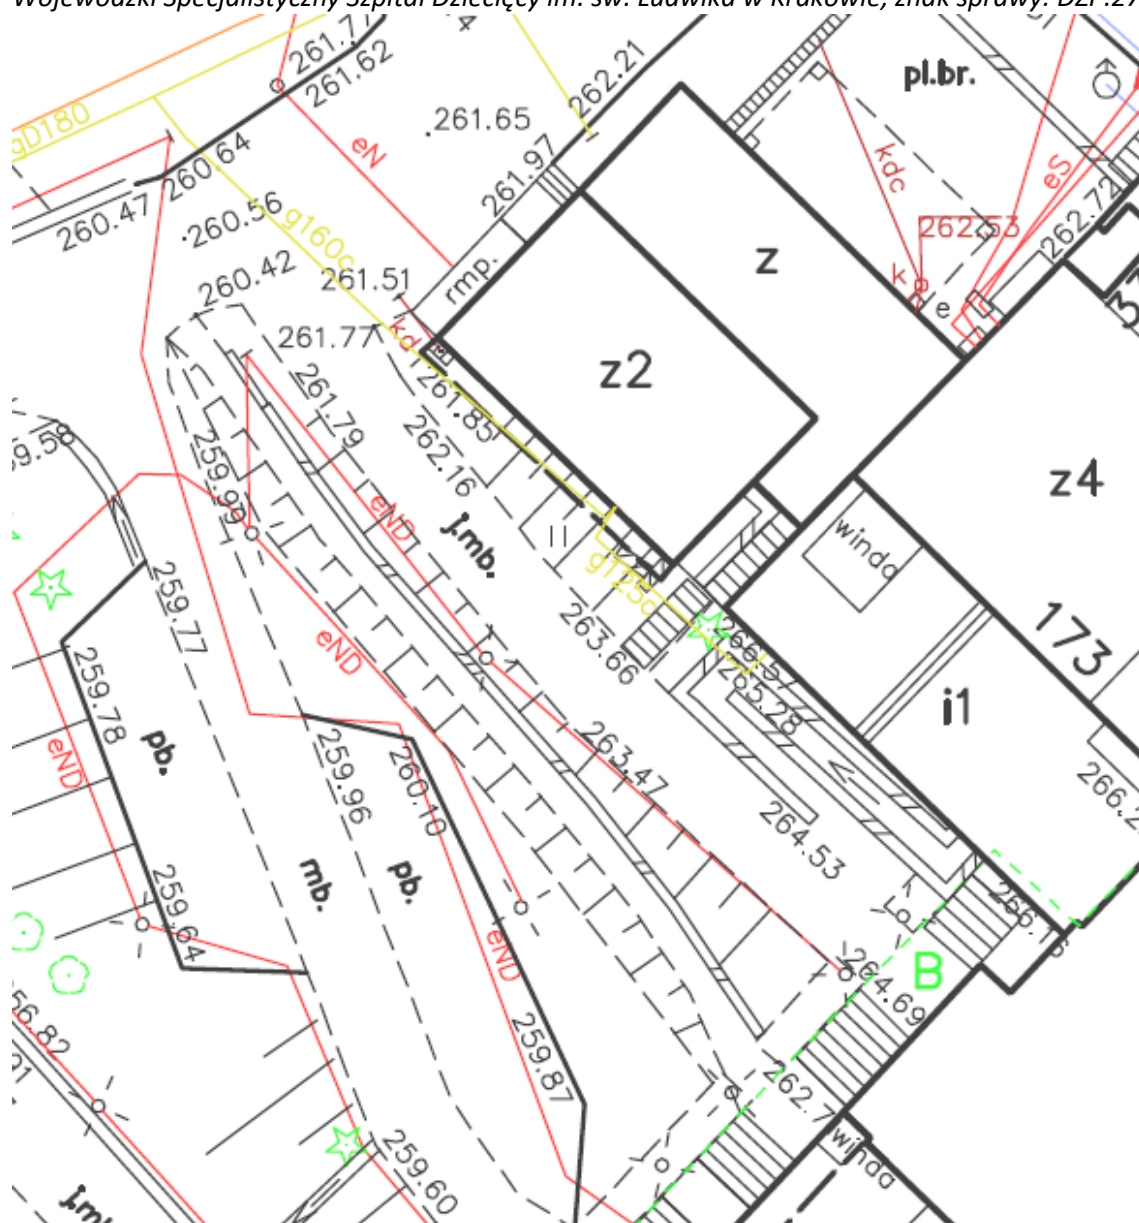 Wojewódzki Specjalistyczny Szpital Dziecięcy im. św. Ludwika w Krakowie, znak sprawy: DZP.27
261.77
261.62
262.21
pl.br.
gD180
261.65
eN
260.64
261.97
kdc
eS
262.72
260.47
260.56
g160c
262.53
z
260.42
261.51
rmp.
k
e
261.77
kd
z2
261.85
261.79
262.16
259.99
z4
eND
j.mb.
winda
g125c
173
259.77
eND
263.66
266.57
265.28
i1
259.78
pb.
eND
263.47
259.96
260.10
264.53
mb.
pb.
259.64
eND
266.16
B
264.69
56.82
259.87
262.7
winda
259.60